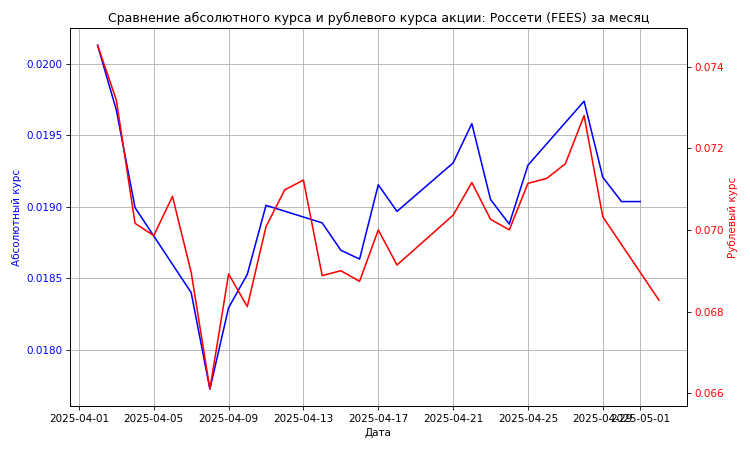 Сравнение абсолютного курса и рублевого курса акции: Россети (FEES) за месяц
0.0200
0.0195
0.0190
0.0185
0.0180
Абсолютный курс
0.074
0.072
0.070
0.068
0.066
Рублевый курс
2025-04-01 2025-04-05 2025-04-09 2025-04-13 2025-04-17 2025-04-21 2025-04-25 2025-04-29 2025-05-01
Дата